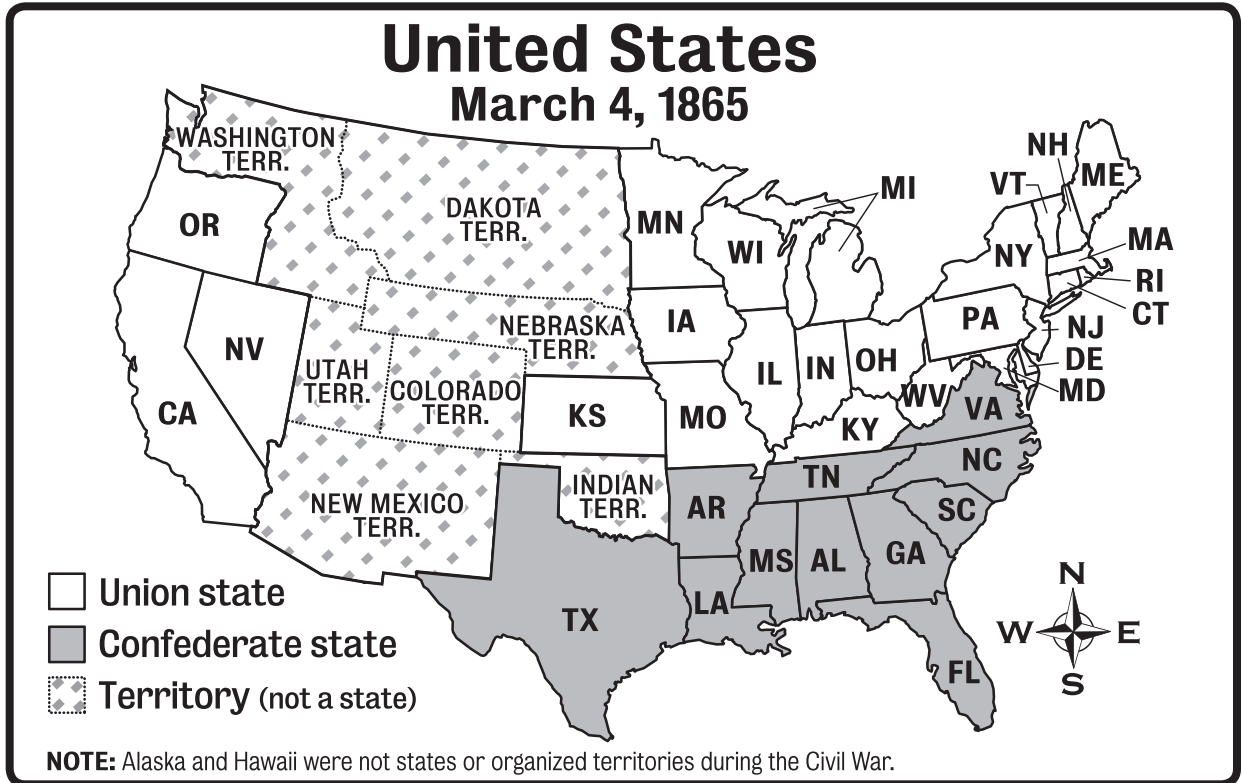 United States
March 4, 1865
WASHINGTON
TERR.
OR
DAKOTA
TERR.
MN
WI
MI
NH
VT
ME
NY
MA
RI
CT
NV
CA
UTAH
TERR.
NEBRASKA
TERR.
COLORADO
TERR.
IA
IL
IN
OH
PA
NJ
DE
MD
WV
VA
KS
MO
KY
NEW MEXICO
TERR.
INDIAN
TERR.
AR
TN
NC
SC
MS
AL
GA
TX
LA
FL
N
W
E
S
Union state
Confederate state
Territory (not a state)
NOTE: Alaska and Hawaii were not states or organized territories during the Civil War.